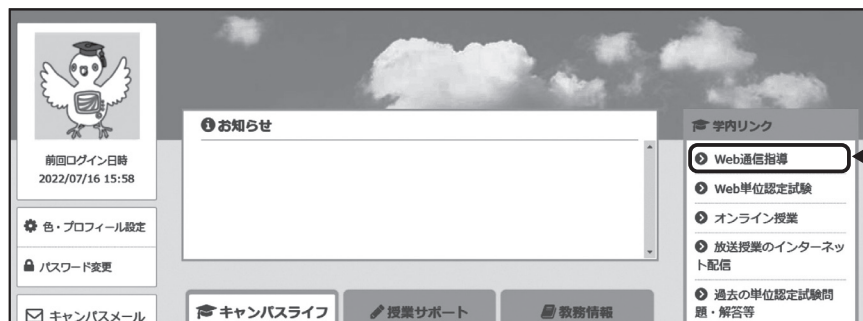 前回ログイン日時
2022/07/16 15:58
色・プロフィール設定
パスワード変更
キャンパスメール
お知らせ
キャンパスライフ
授業サポート
教務情報
学内リンク
Web通信指導
Web単位認定試験
オンライン授業
放送授業のインターネッ
ト配信
過去の単位認定試験問
題・解答等